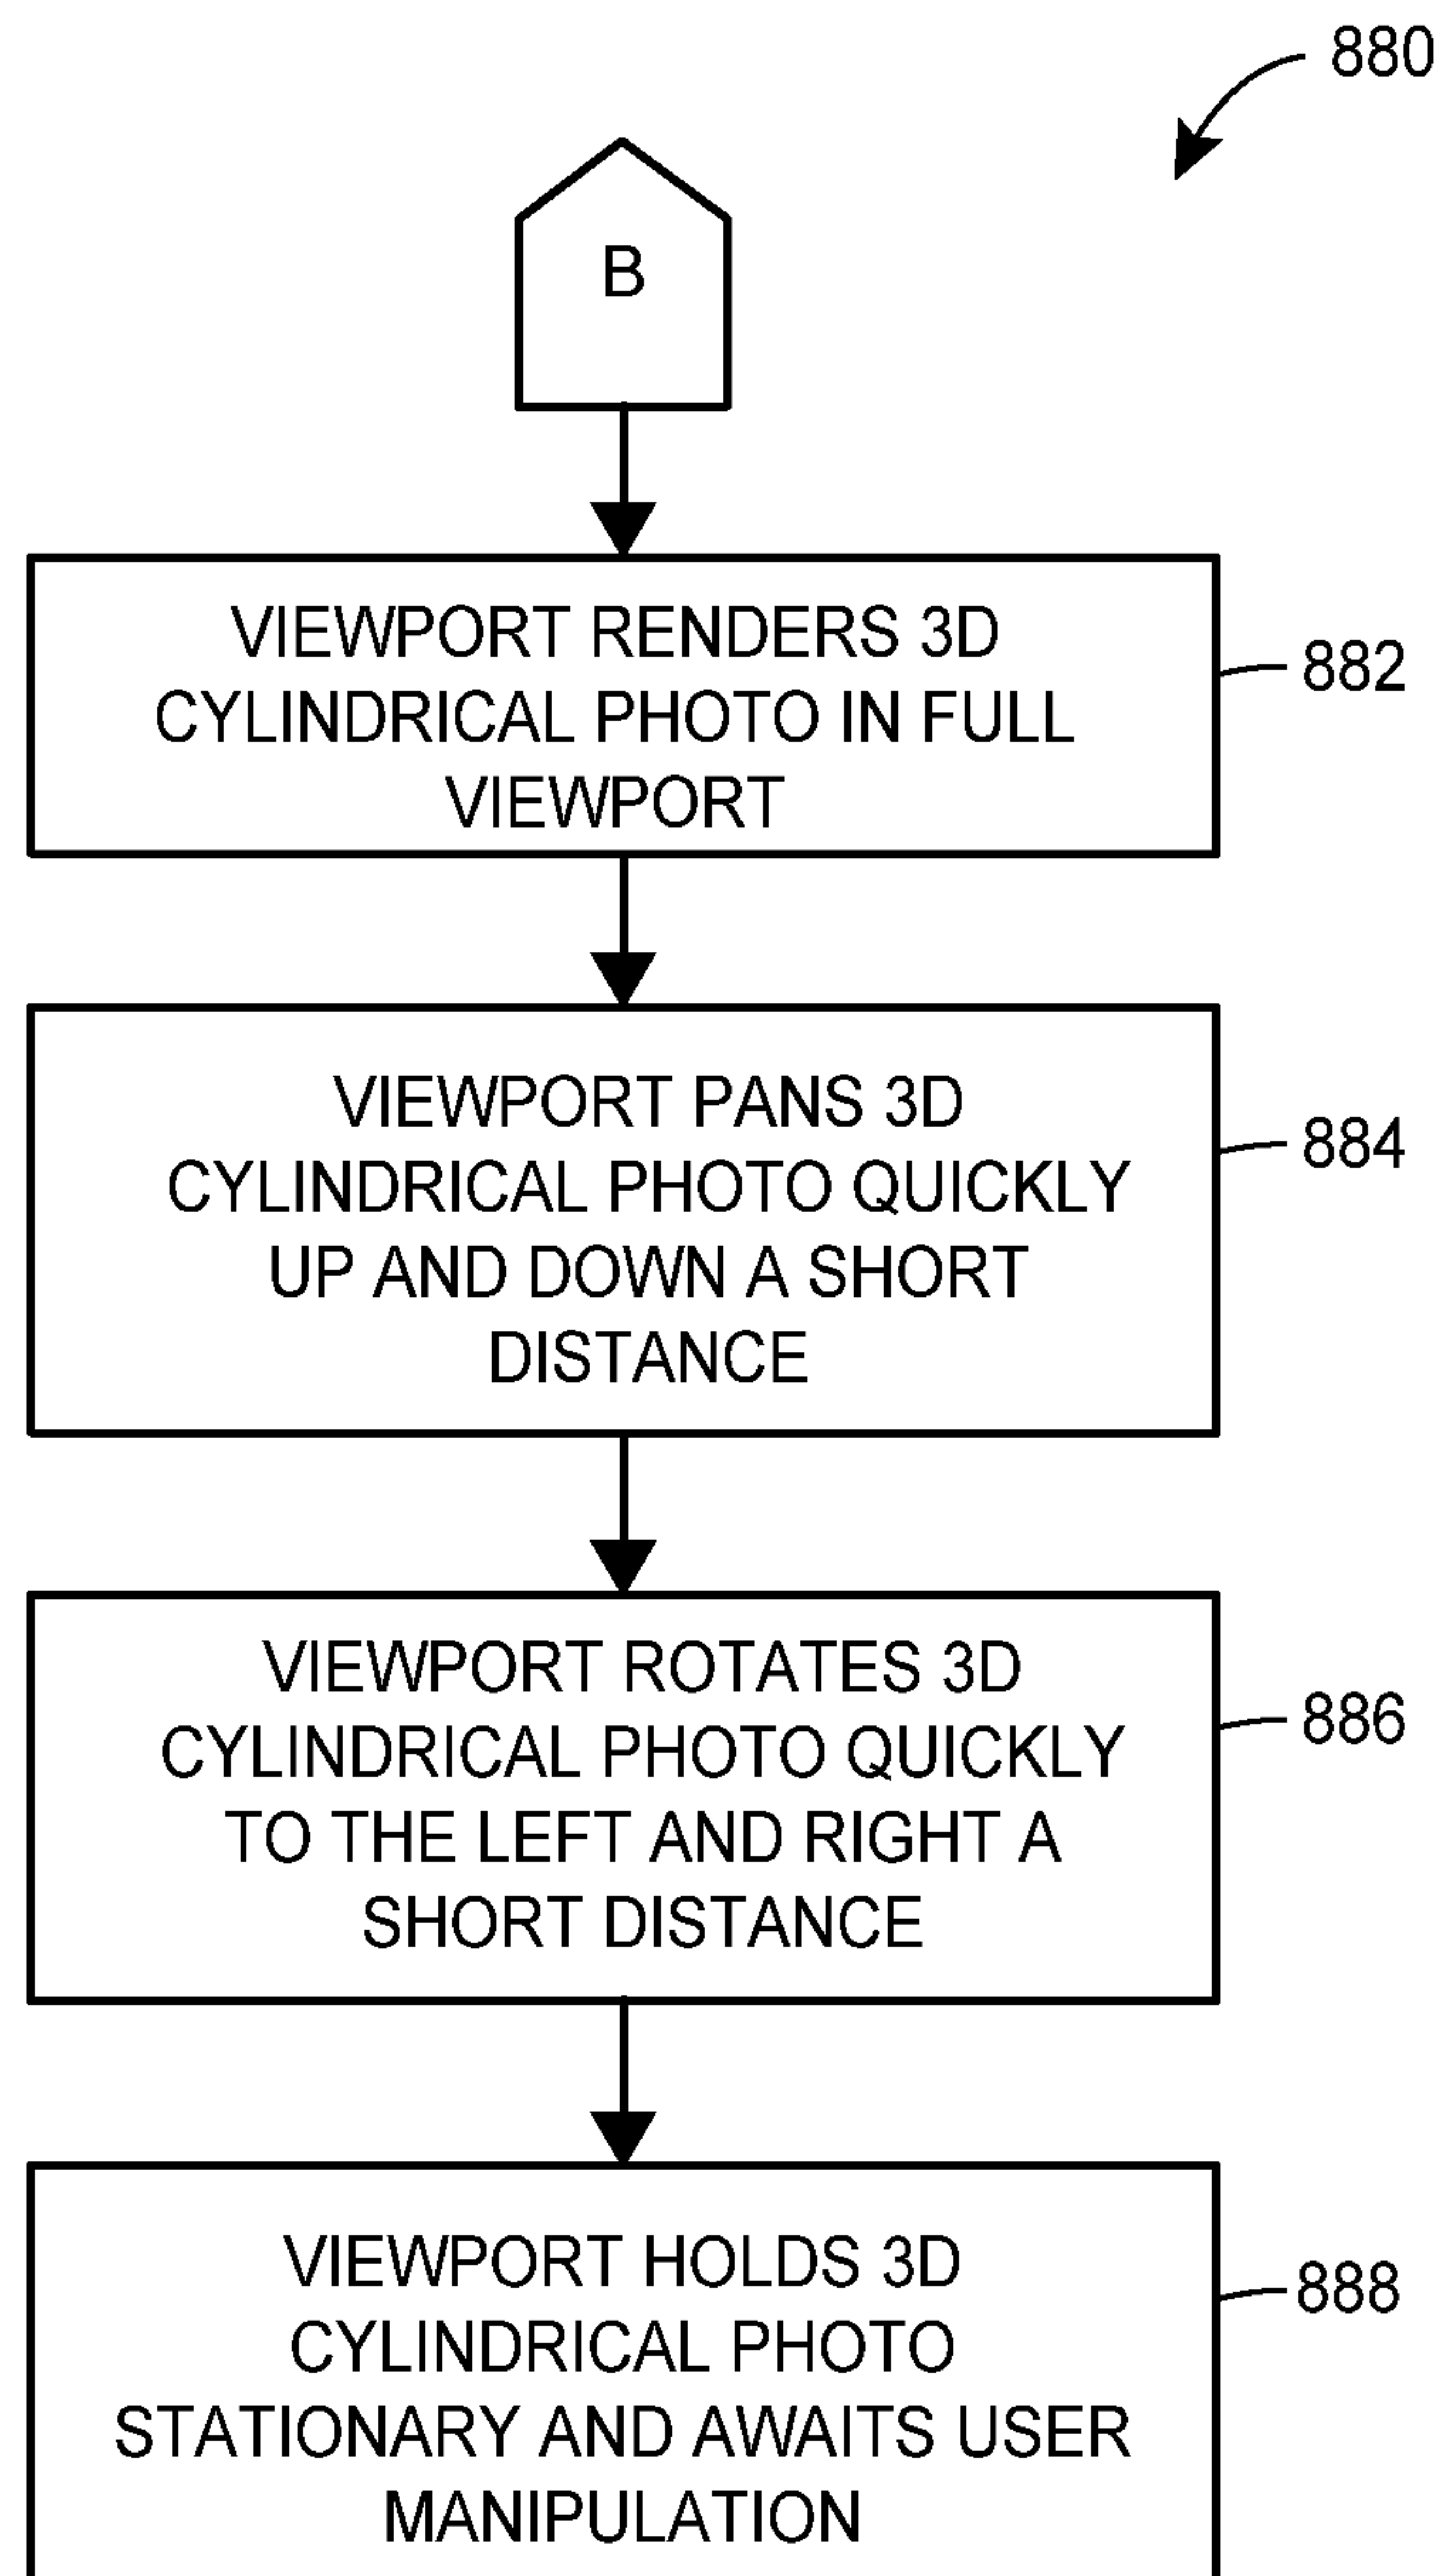 880
B
VIEWPORT RENDERS 3D
CYLINDRICAL PHOTO IN FULL
VIEWPORT
882
VIEWPORT PANS 3D
CYLINDRICAL PHOTO QUICKLY
UP AND DOWN A SHORT
DISTANCE
884
VIEWPORT ROTATES 3D
CYLINDRICAL PHOTO QUICKLY
TO THE LEFT AND RIGHT A
SHORT DISTANCE
886
VIEWPORT HOLDS 3D
CYLINDRICAL PHOTO
STATIONARY AND AWAITS USER
MANIPULATION
888